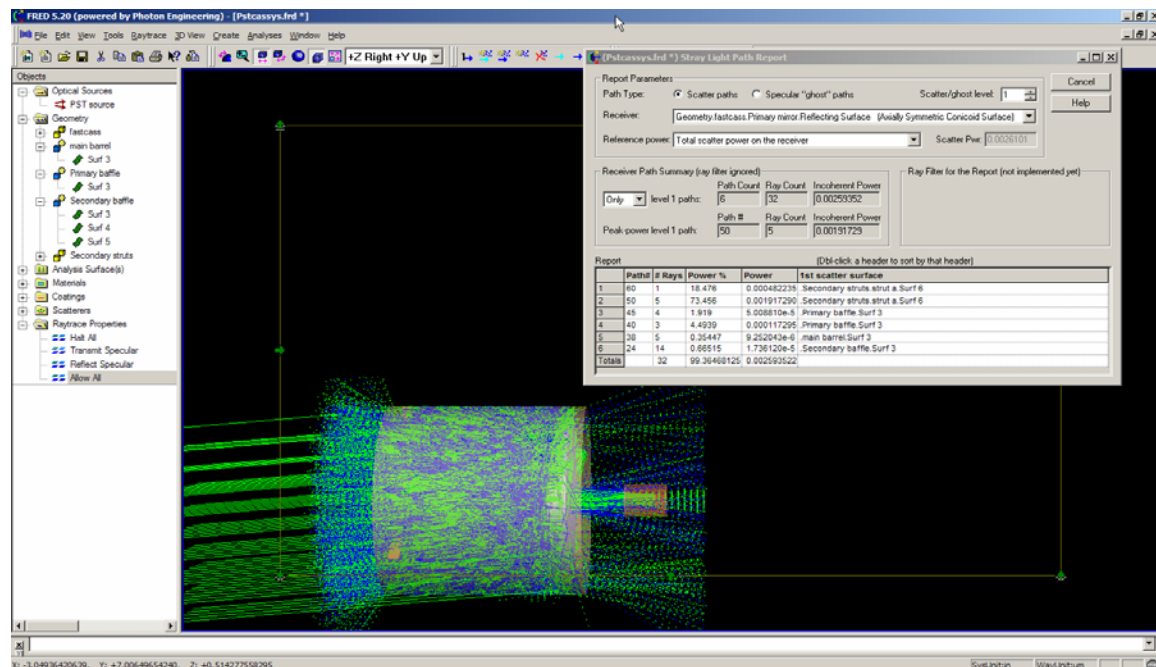 FRED 5.20 (powered by Photon Engineering) - [Pstcassys.frd *]
File Edit View Tools Raytrace 3D View Create Analyses Window Help
+Z Right +Y Up
Objects
Optical Sources
PST source
Geometry
fastcass
main barrel
Surf 3
Primary baffle
Surf 3
Secondary baffle
Surf 3
Surf 4
Surf 5
Secondary struts
Analysis Surface(s)
Materials
Coatings
Scatterers
Raytrace Properties
Halt All
Transmit Specular
Reflect Specular
Allow All
(Pstcassys.frd *) Stray Light Path Report
Report Parameters
Path Type: Scatter paths Specular "ghost" paths Scatter/ghost level: 1
Receiver: Geometry.fastcass.Primary mirror.Reflecting Surface (Axially Symmetric Conicoid Surface)
Reference power: Total scatter power on the receiver Scatter Pwr: 0.0026101
Cancel
Help
Receiver Path Summary (ray filter ignored)
Path Count Ray Count Incoherent Power
Only level 1 paths: 6 32 0.00259352
Path # Ray Count Incoherent Power
Peak-power level 1 path: 50 5 0.00191729
Ray Filter for the Report (not implemented yet)
Report (Dbl-click a header to sort by that header)
Path# # Rays Power % Power 1st scatter surface
1 60 1 18.476 0.000482235 .Secondary struts.strut a.Surf 6
2 50 5 73.456 0.001917290 .Secondary struts.strut a.Surf 6
3 45 4 1.919 5.008810e-5 .Primary baffle.Surf 3
4 40 3 4.4939 0.000117295 .Primary baffle.Surf 3
5 38 5 0.35447 9.252043e-6 .main barrel.Surf 3
6 24 14 0.66515 1.736120e-5 .Secondary baffle.Surf 3
Totals 32 99.36468125 0.002593522
X: -3.04936420639, Y: +7.00649654240, Z: +0.514277558295
SysUnit:in WavUnit:um